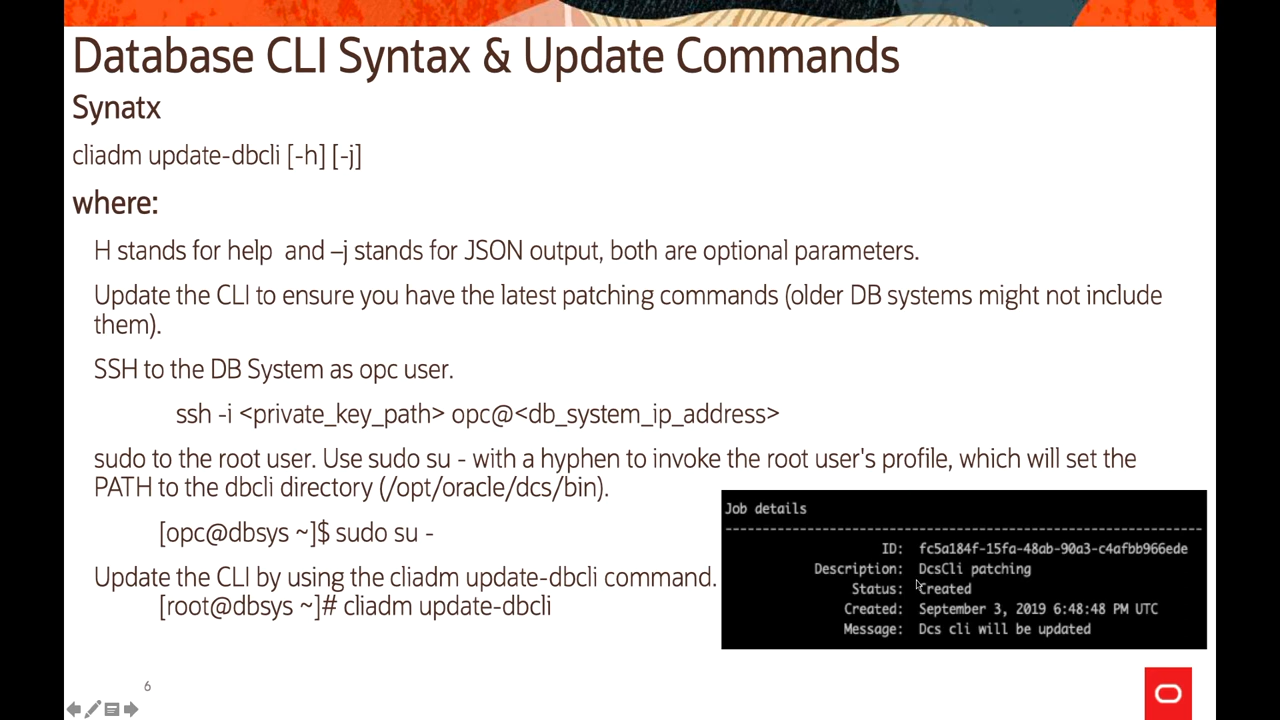 Database CLI Syntax & Update Commands
Synatx
cliadm update-dbcli [-h] [-j]
where:
H stands for help  and –j stands for JSON output, both are optional parameters.
Update the CLI to ensure you have the latest patching commands (older DB systems might not include
them).
SSH to the DB System as opc user.
ssh -i <private_key_path> opc@<db_system_ip_address>
sudo to the root user. Use sudo su - with a hyphen to invoke the root user's profile, which will set the
PATH to the dbcli directory (/opt/oracle/dcs/bin).
[opc@dbsys ~]$ sudo su -
Update the CLI by using the cliadm update-dbcli command.
[root@dbsys ~]# cliadm update-dbcli
Job details
----------------------------------------------------------------
ID: fc5a184f-15fa-48ab-90a3-c4afbb966ede
Description: DcsCli patching
Status: Created
Created: September 3, 2019 6:48:48 PM UTC
Message: Dcs cli will be updated
6